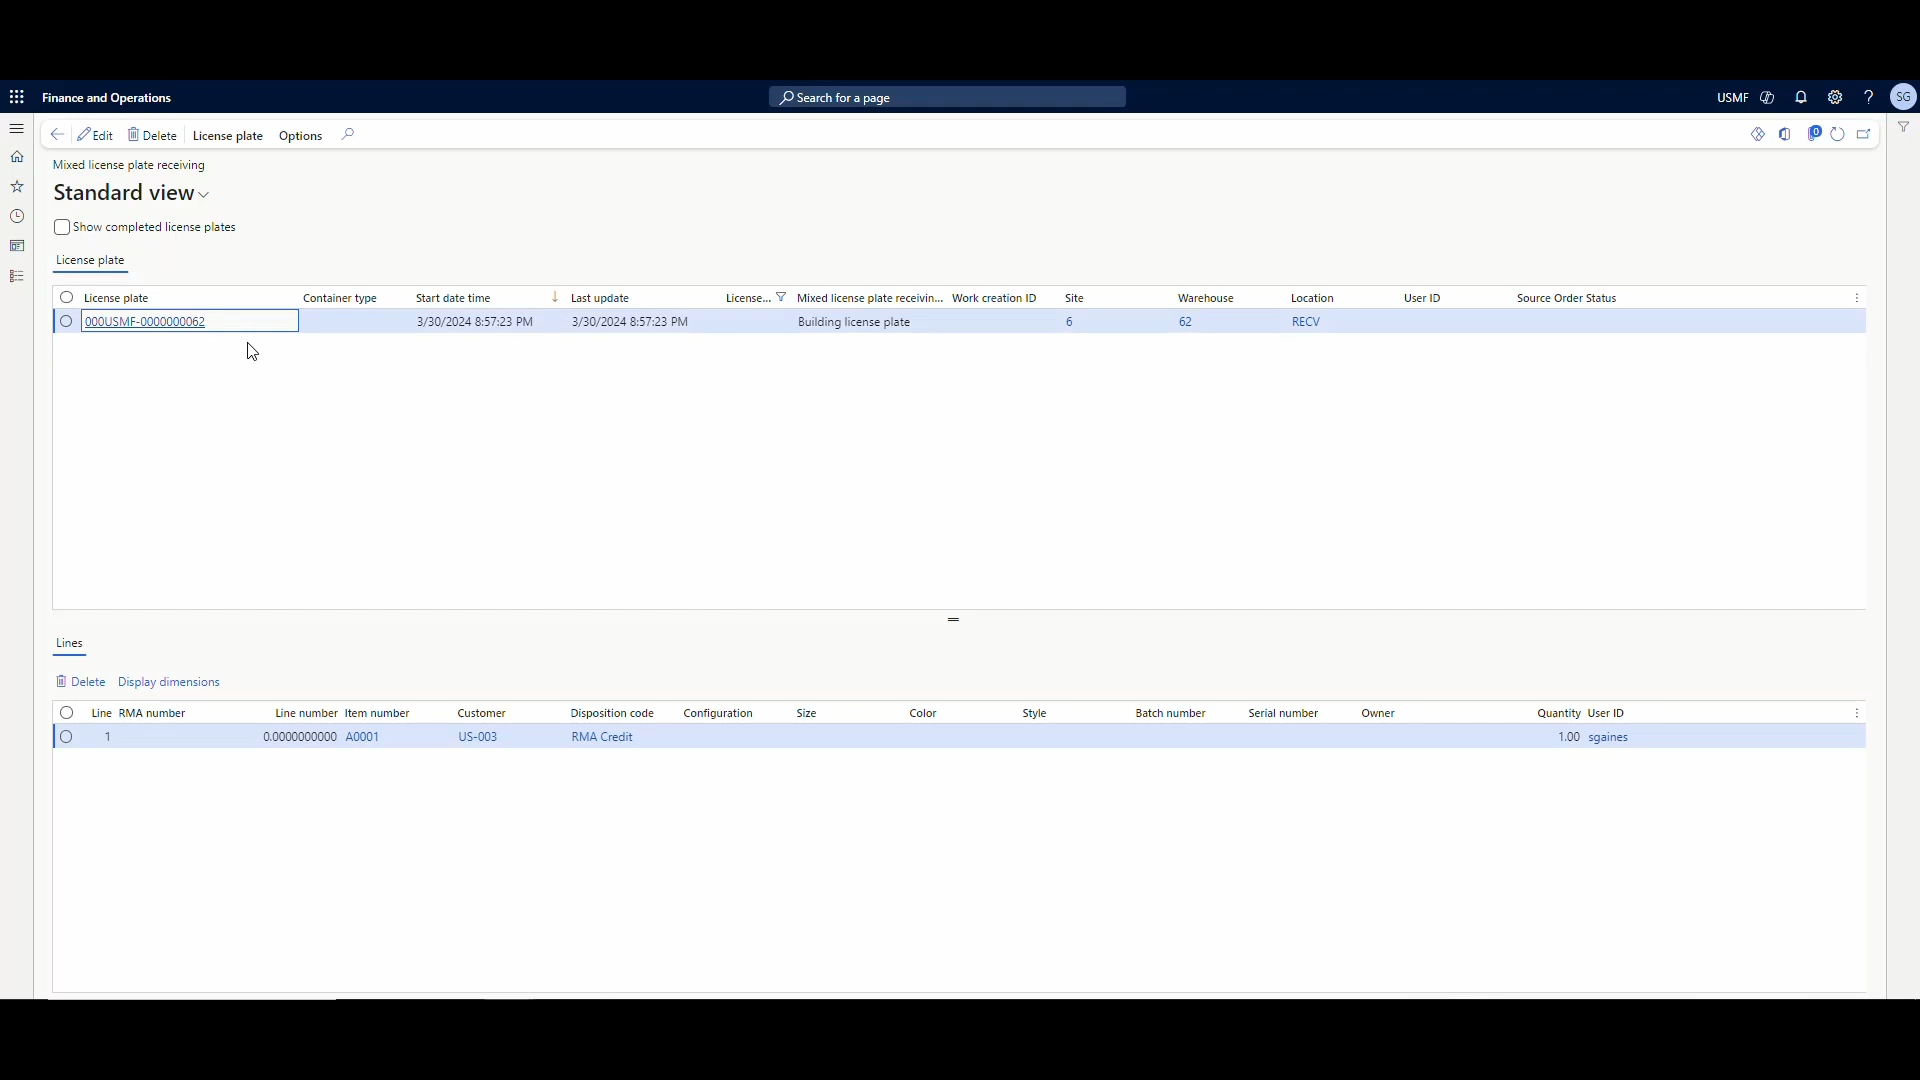 Finance and Operations
Search for a page
USMF
SG
Edit Delete License plate Options
0
Mixed license plate receiving
Standard view
Show completed license plates
License plate
License plate Container type Start date time Last update License... Mixed license plate receivin... Work creation ID Site Warehouse Location User ID Source Order Status
000USMF-0000000062 3/30/2024 8:57:23 PM 3/30/2024 8:57:23 PM Building license plate 6 62 RECV
Lines
Delete Display dimensions
Line RMA number Line number Item number Customer Disposition code Configuration Size Color Style Batch number Serial number Owner Quantity User ID
1 0.0000000000 A0001 US-003 RMA Credit 1.00 sgaines